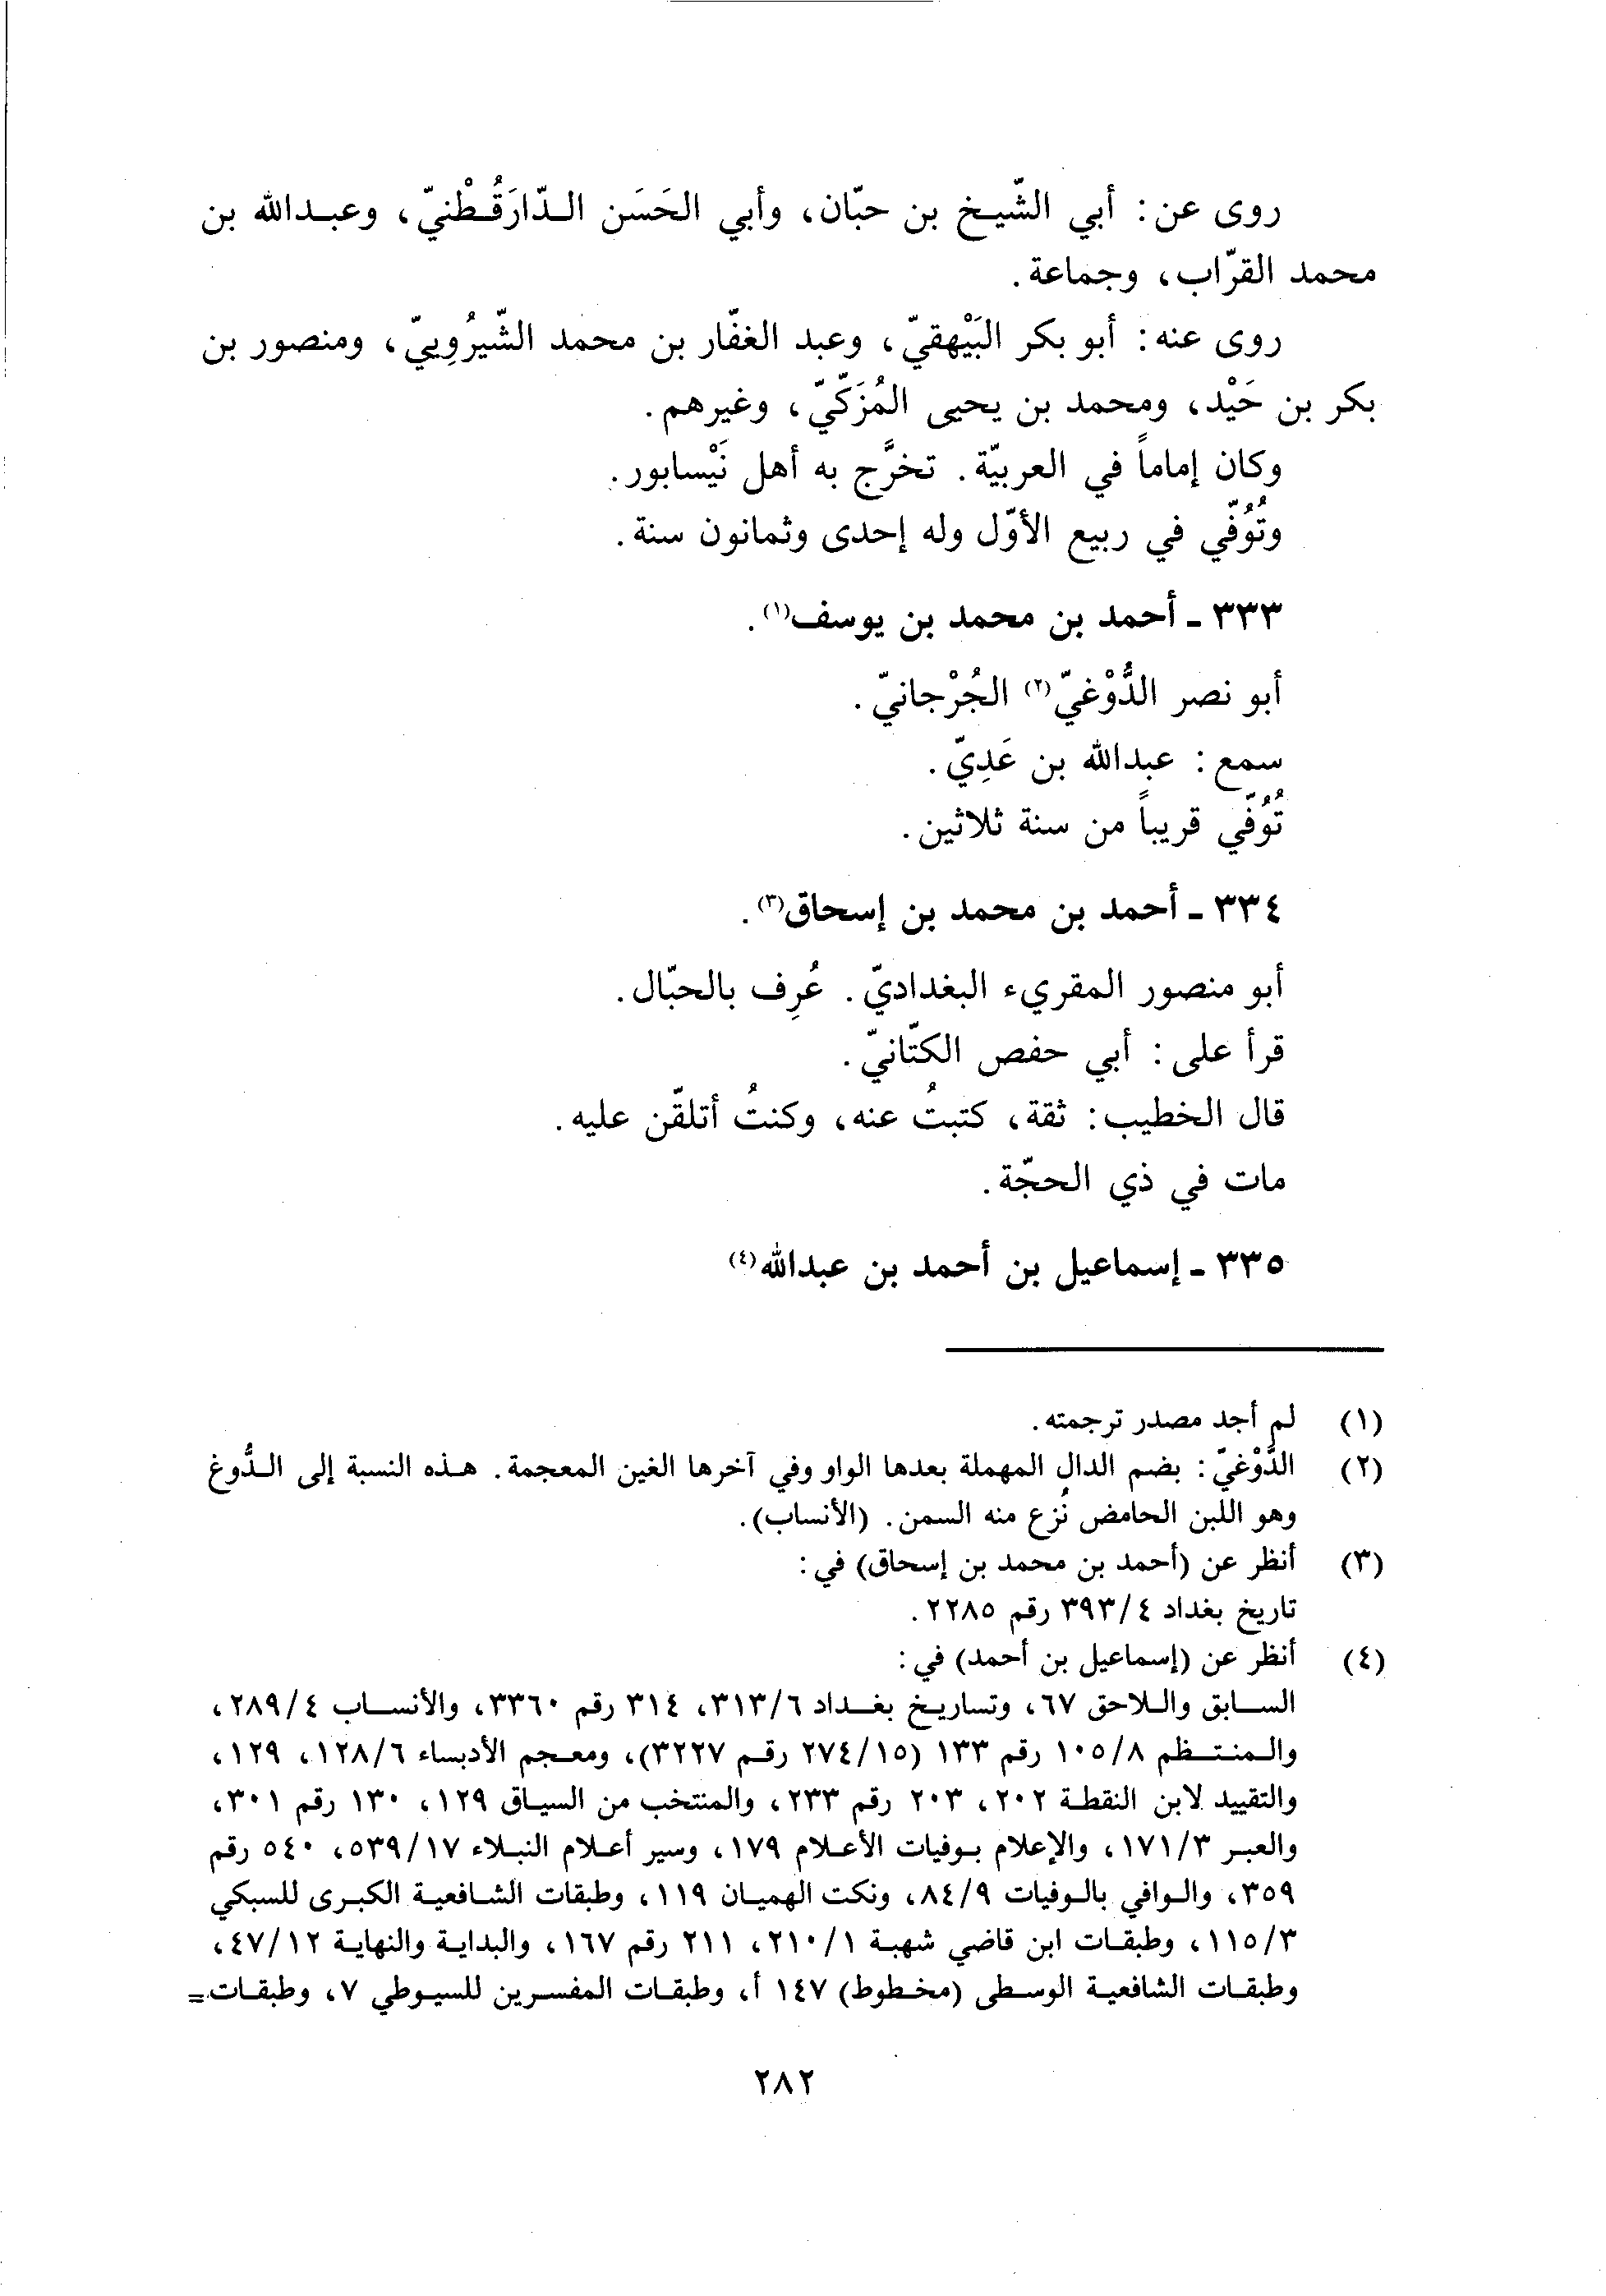 روى عن: أبي الشّيخ بن حبّان، وأبي الحَسَن الدّارَقُطْنيّ، وعبدالله بن
محمد القرّاب، وجماعة.
روى عنه: أبو بكر البَيْهقيّ، وعبد الغفّار بن محمد الشّيرُوِييّ، ومنصور بن
بكر بن حَيْد، ومحمد بن يحيى المُزَكّيّ، وغيرهم.
وكان إماماً في العربيّة. تخرَّج به أهل نَيْسابور.
وتُوُفّي في ربيع الأوّل وله إحدى وثمانون سنة.
٣٣٣ - أحمد بن محمد بن يوسف(١).
أبو نصر الدُّوْغيّ(٢) الجُرْجانيّ.
سمع: عبدالله بن عَدِيّ.
تُوُفّي قريباً من سنة ثلاثين.
٣٣٤ - أحمد بن محمد بن إسحاق(٣).
أبو منصور المقريء البغداديّ. عُرِف بالحبّال.
قرأ على: أبي حفص الكتّانيّ.
قال الخطيب: ثقة، كتبتُ عنه، وكنتُ أتلقّن عليه.
مات في ذي الحجّة.
٣٣٥ - إسماعيل بن أحمد بن عبدالله(٤)
(١) لم أجد مصدر ترجمته.
(٢) الدُّوْغيّ: بضم الدال المهملة بعدها الواو وفي آخرها الغين المعجمة. هذه النسبة إلى الدُّوغ
وهو اللبن الحامض نُزع منه السمن. (الأنساب).
(٣) أنظر عن (أحمد بن محمد بن إسحاق) في:
تاريخ بغداد ٣٩٣/٤ رقم ٢٢٨٥.
(٤) أنظر عن (إسماعيل بن أحمد) في:
السابق واللاحق ٦٧، وتساريخ بغداد ٣١٣/٦، ٣١٤ رقم ٣٣٦٠، والأنساب ٢٨٩/٤،
والمنتظم ١٠٥/٨ رقم ١٣٣ (٢٧٤/١٥ رقم ٣٢٢٧)، ومعجم الأدبساء ١٢٨/٦، ١٢٩،
والتقييد لابن النقطة ٢٠٢، ٢٠٣ رقم ٢٣٣، والمنتخب من السياق ١٢٩، ١٣٠ رقم ٣٠١،
والعبر ١٧١/٣، والإعلام بوفيات الأعلام ١٧٩، وسير أعلام النبلاء ٥٣٩/١٧، ٥٤٠ رقم
٣٥٩، والوافي بالوفيات ٨٤/٩، ونكت الهميان ١١٩، وطبقات الشافعية الكبرى للسبكي
١١٥/٣، وطبقات ابن قاضي شهبة ٢١٠/١، ٢١١ رقم ١٦٧، والبداية والنهاية ٤٧/١٢،
وطبقات الشافعية الوسطى (مخطوط) ١٤٧ أ، وطبقات المفسرين للسيوطي ٧، وطبقات=
٢٨٢